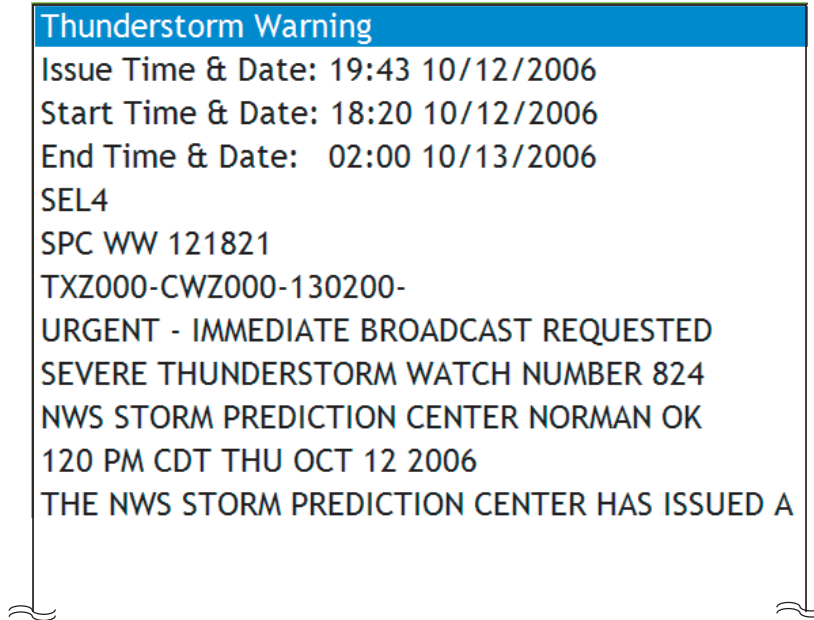 Thunderstorm Warning
Issue Time & Date: 19:43 10/12/2006
Start Time & Date: 18:20 10/12/2006
End Time & Date: 02:00 10/13/2006
SEL4
SPC WW 121821
TXZ000-CWZ000-130200-
URGENT - IMMEDIATE BROADCAST REQUESTED
SEVERE THUNDERSTORM WATCH NUMBER 824
NWS STORM PREDICTION CENTER NORMAN OK
120 PM CDT THU OCT 12 2006
THE NWS STORM PREDICTION CENTER HAS ISSUED A